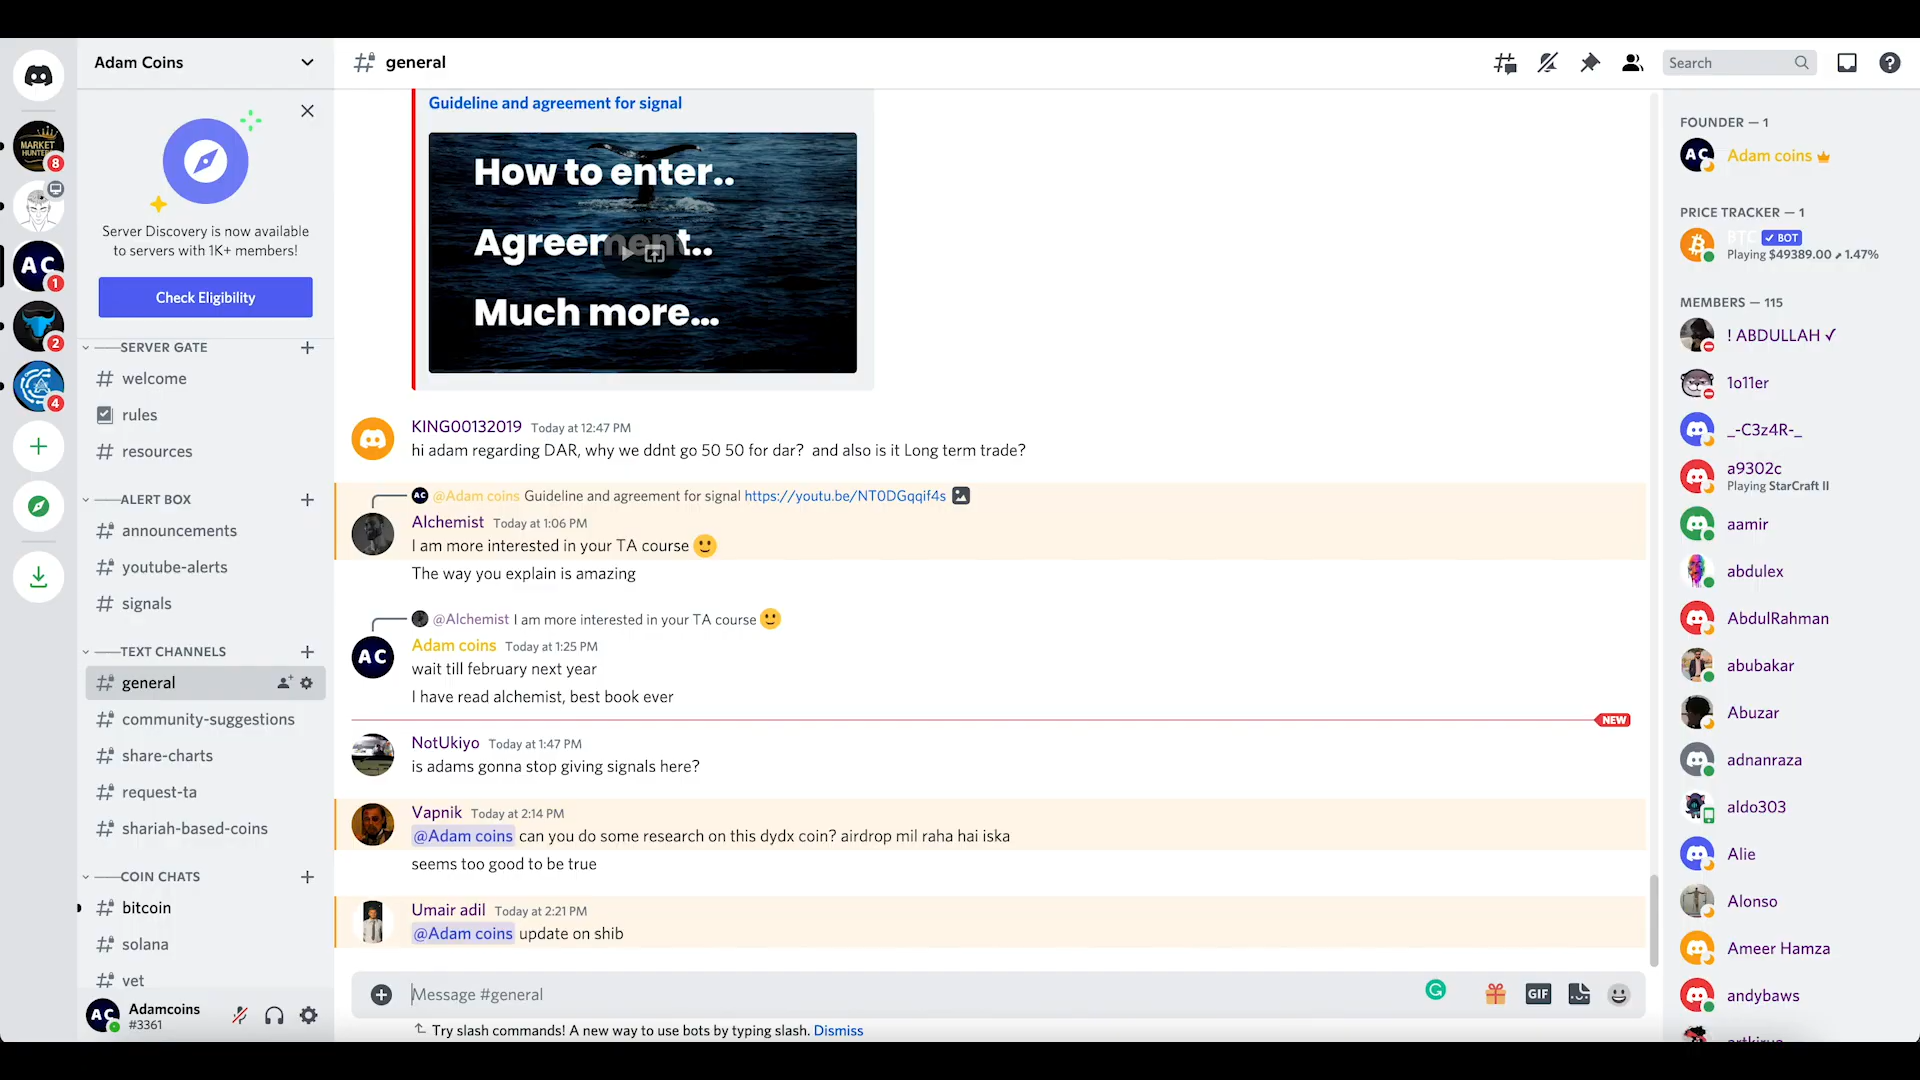 Adam Coins
Server Discovery is now available
to servers with 1K+ members!
Check Eligibility
SERVER GATE
welcome
rules
resources
ALERT BOX
announcements
youtube-alerts
signals
TEXT CHANNELS
general
community-suggestions
share-charts
request-ta
shariah-based-coins
COIN CHATS
bitcoin
solana
vet
Adamcoins
#3361
MARKET
8
AC
1
2
4
general
Search
Guideline and agreement for signal
How to enter..
Much more...
KING00132019 Today at 12:47 PM
hi adam regarding DAR, why we ddnt go 50 50 for dar? and also is it Long term trade?
@Adam coins Guideline and agreement for signal https://youtu.be/NT0DGqqif4s
Alchemist Today at 1:06 PM
I am more interested in your TA course
The way you explain is amazing
@Alchemist I am more interested in your TA course
Adam coins Today at 1:25 PM
wait till february next year
I have read alchemist, best book ever
NEW
NotUkiyo Today at 1:47 PM
is adams gonna stop giving signals here?
Vapnik Today at 2:14 PM
@Adam coins can you do some research on this dydx coin? airdrop mil raha hai iska
seems too good to be true
Umair adil Today at 2:21 PM
@Adam coins update on shib
Message #general
GIF
Try slash commands! A new way to use bots by typing slash. Dismiss
FOUNDER — 1
Adam coins
PRICE TRACKER — 1
BTC BOT
Playing $49389.00 1.47%
MEMBERS — 115
! ABDULLAH ✓
1o11er
_-C3z4R-_
a9302c
Playing StarCraft II
aamir
abdulex
AbdulRahman
abubakar
Abuzar
adnanraza
aldo303
Alie
Alonso
Ameer Hamza
andybaws